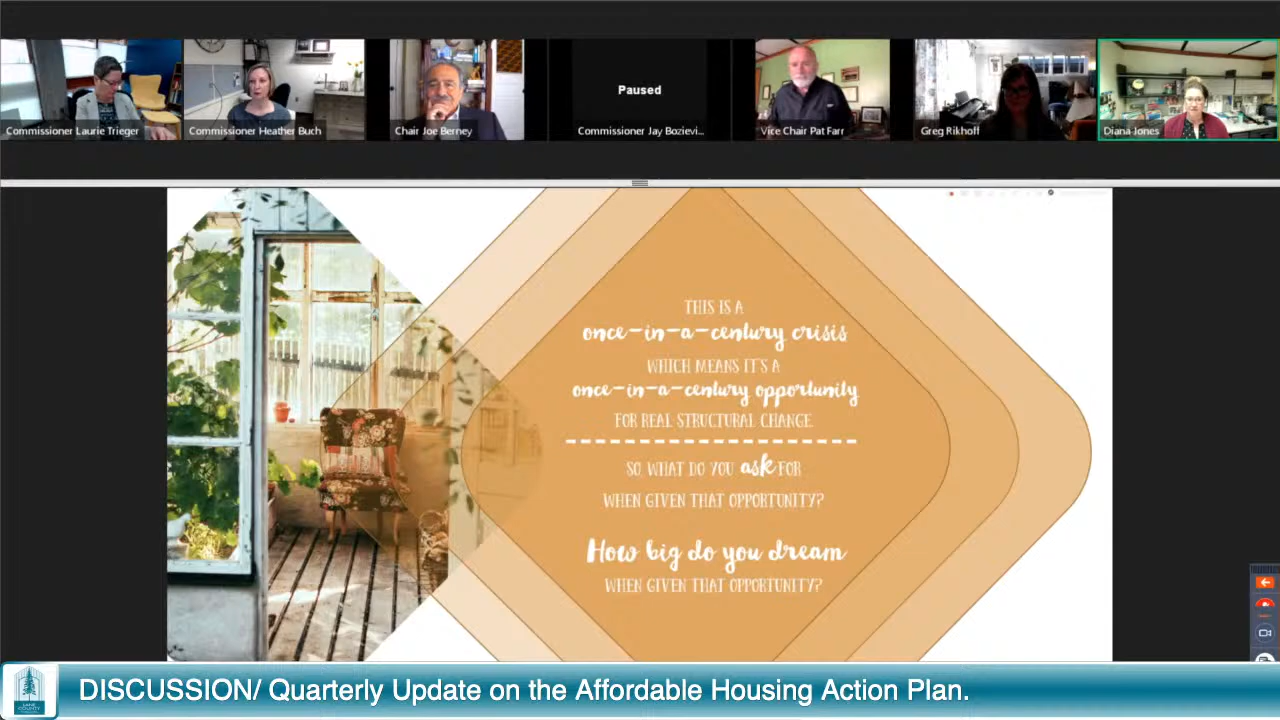 Paused
Commissioner Laurie Trieger
Commissioner Heather Buch
Chair Joe Berney
Commissioner Jay Bozievi...
Vice Chair Pat Farr
Greg Rikhoff
Diana Jones
THIS IS A
once-in-a-century crisis
WHICH MEANS IT'S A
once-in-a-century opportunity
FOR REAL STRUCTURAL CHANGE.
SO, WHAT DO YOU ask FOR
WHEN GIVEN THAT OPPORTUNITY?
How big do you dream
WHEN GIVEN THAT OPPORTUNITY?
LANE COUNTY
DISCUSSION/ Quarterly Update on the Affordable Housing Action Plan.